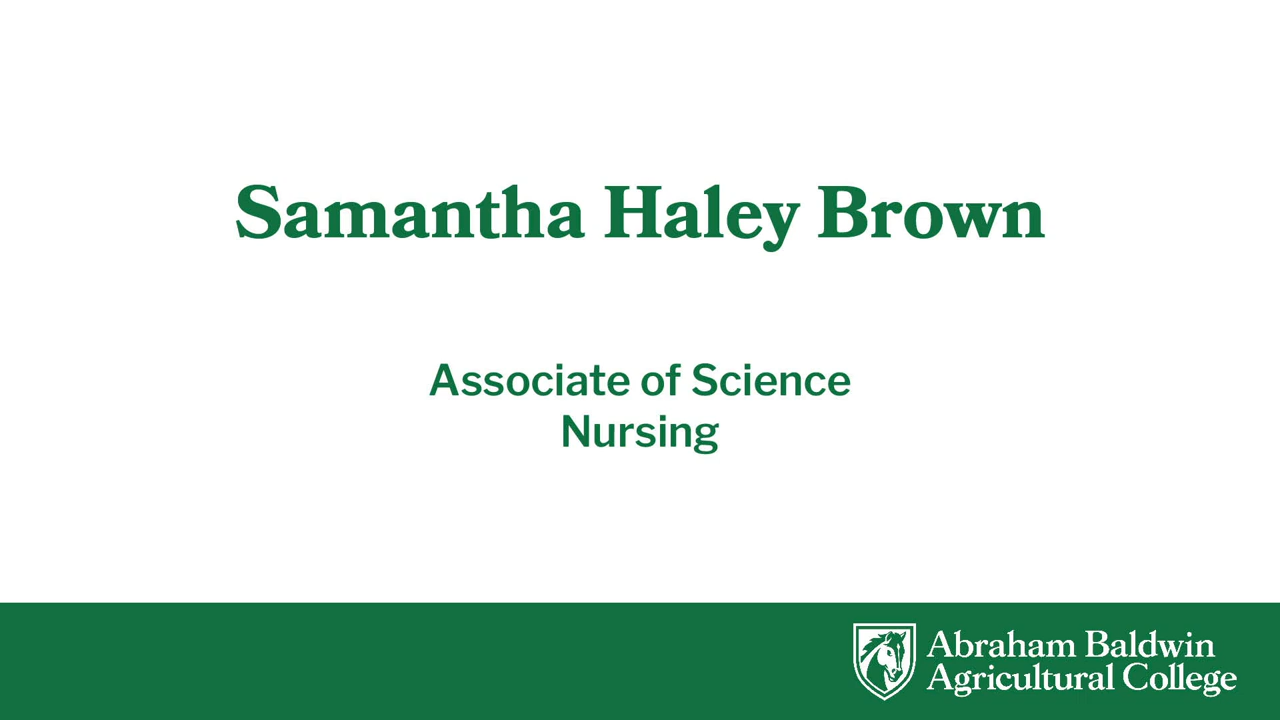 Samantha Haley Brown
Associate of Science
Nursing
Abraham Baldwin
Agricultural College